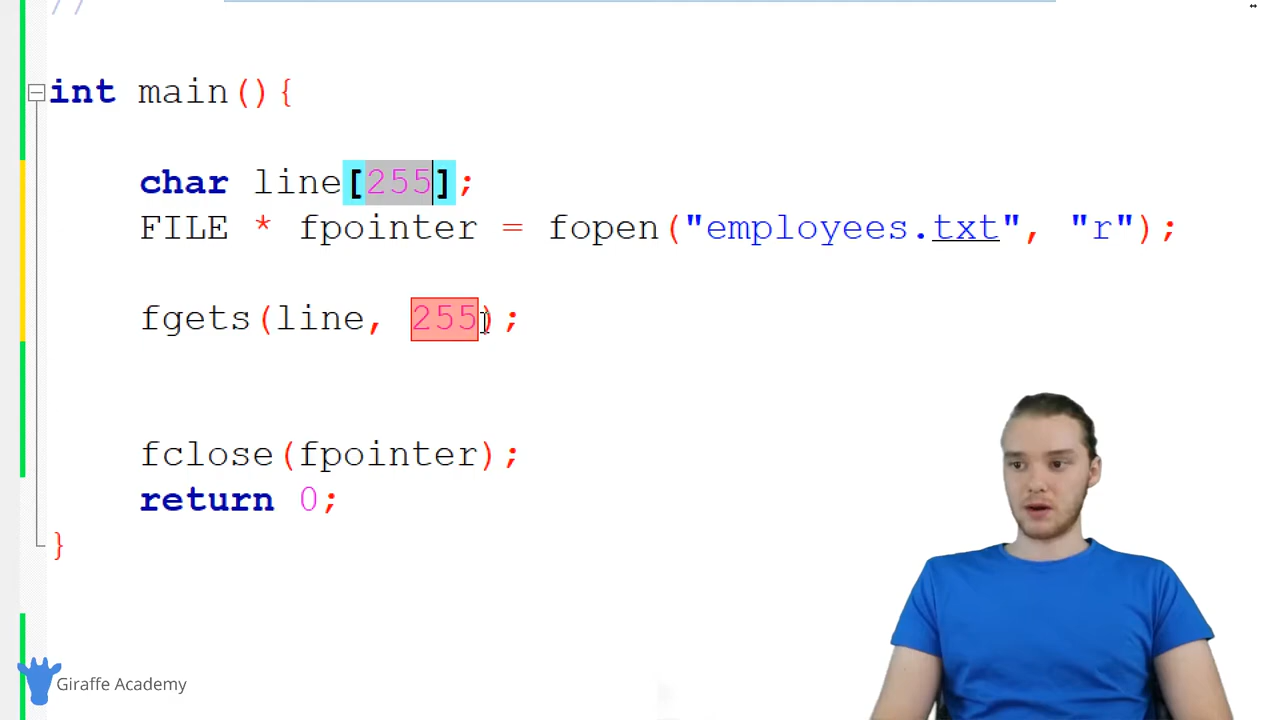 //
int main(){
char line[255];
FILE * fpointer = fopen("employees.txt", "r");
fgets(line, 255);
fclose(fpointer);
return 0;
}
Giraffe Academy